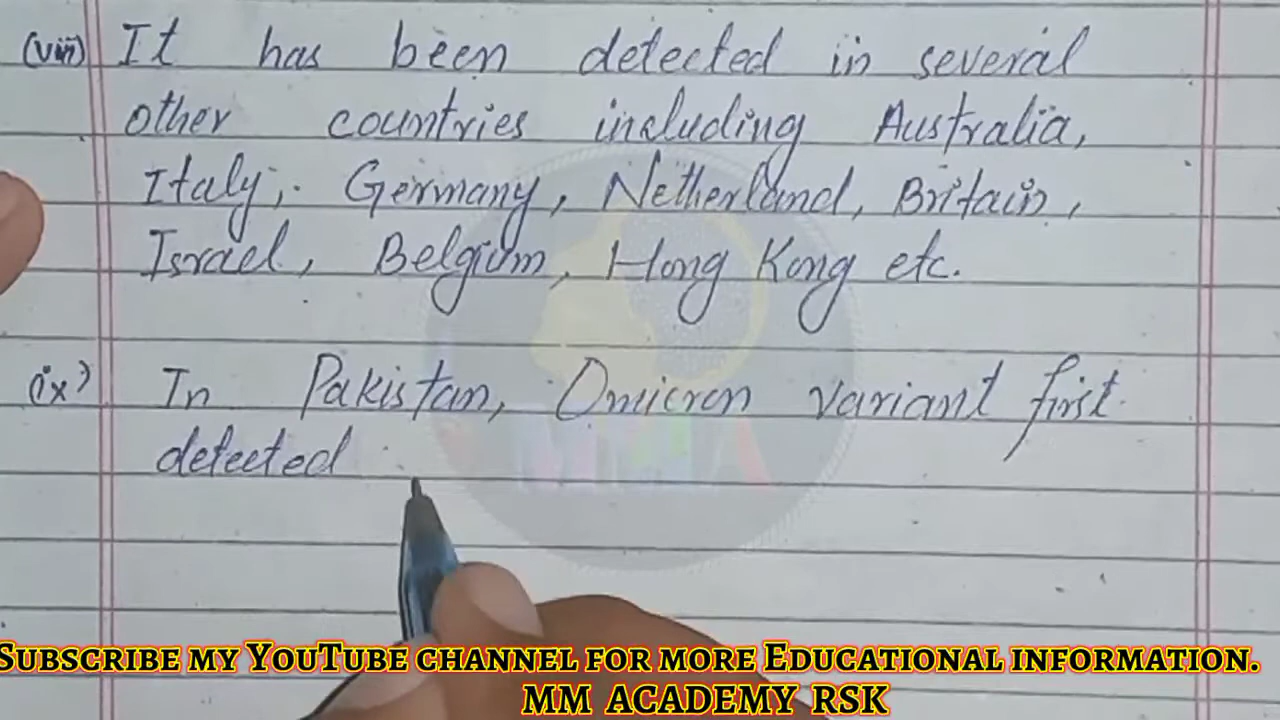 (viii) It has been detected in several
other countries including Australia,
Italy, Germany, Netherland, Britain,
Israel, Belgium, Hong Kong etc.
(ix) In Pakistan, Omicron variant first
detected
MMA
Subscribe my YouTube channel for more Educational information.
MM ACADEMY RSK